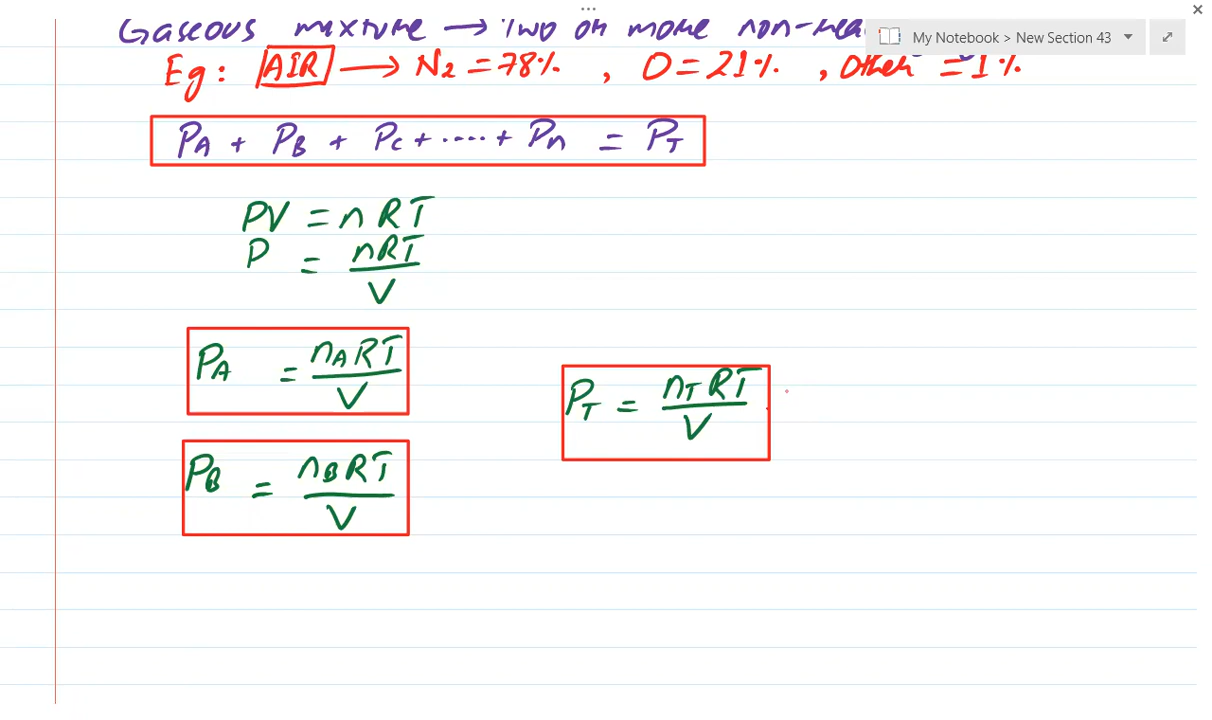 ...
Gaseous mixture → Two or more non-rea
My Notebook > New Section 43
Eg: AIR → N2 = 78% , O = 21% , Other = 1%
PA + PB + PC + ..... + Pn = PT
PV = nRT
P = nRT / V
PA = nART / V
PT = nTRT / V
PB = nBRT / V